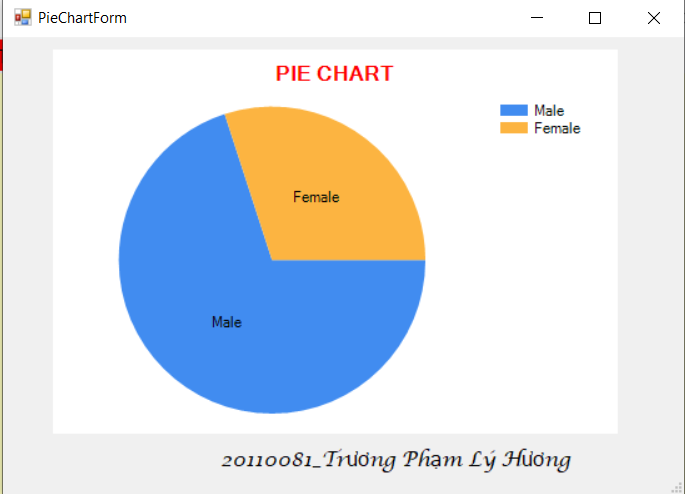 PieChartForm
PIE CHART
Male
Female
Female
Male
20110081_Trương Phạm Lý Hương